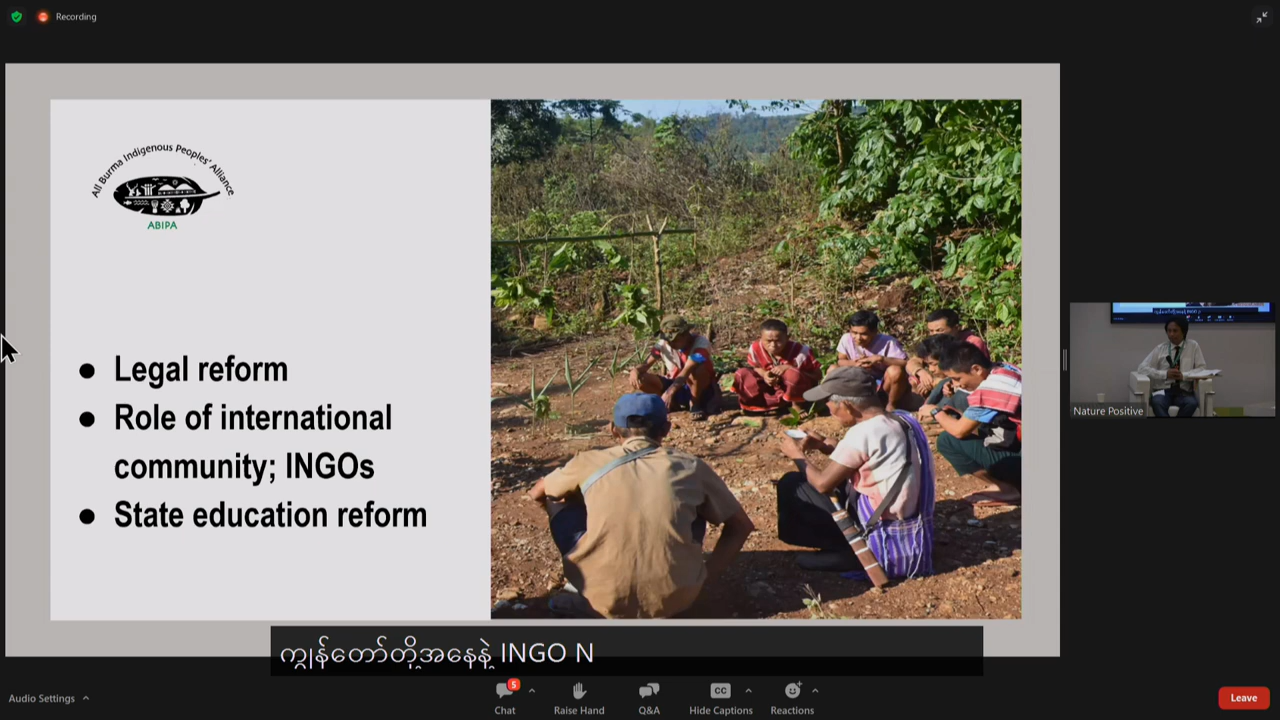 Recording
All Burma Indigenous Peoples' Alliance
ABIPA
● Legal reform
● Role of international
community; INGOs
● State education reform
Nature Positive
ကျွန်တော်တို့အနေနဲ့ INGO N
Audio Settings
5
Chat
Raise Hand
Q&A
CC
Hide Captions
Reactions
Leave